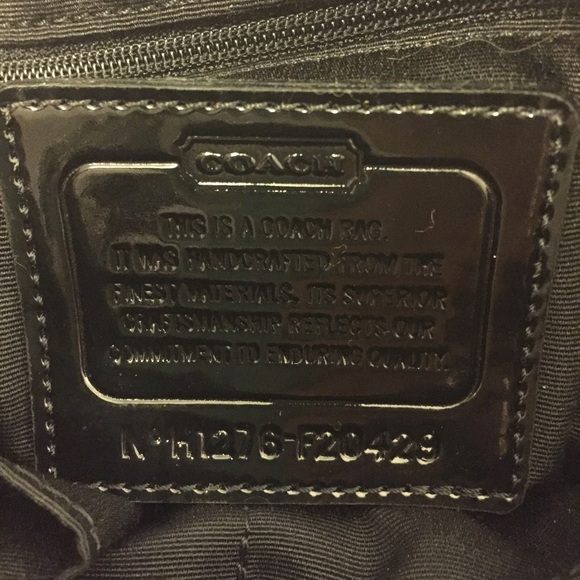 COACH
THIS IS A COACH BAG.
IT WAS HANDCRAFTED FROM THE
FINEST MATERIALS. ITS SUPERIOR
CRAFTSMANSHIP REFLECTS OUR
COMMITMENT TO ENDURING QUALITY.
Nº H1276-F20429